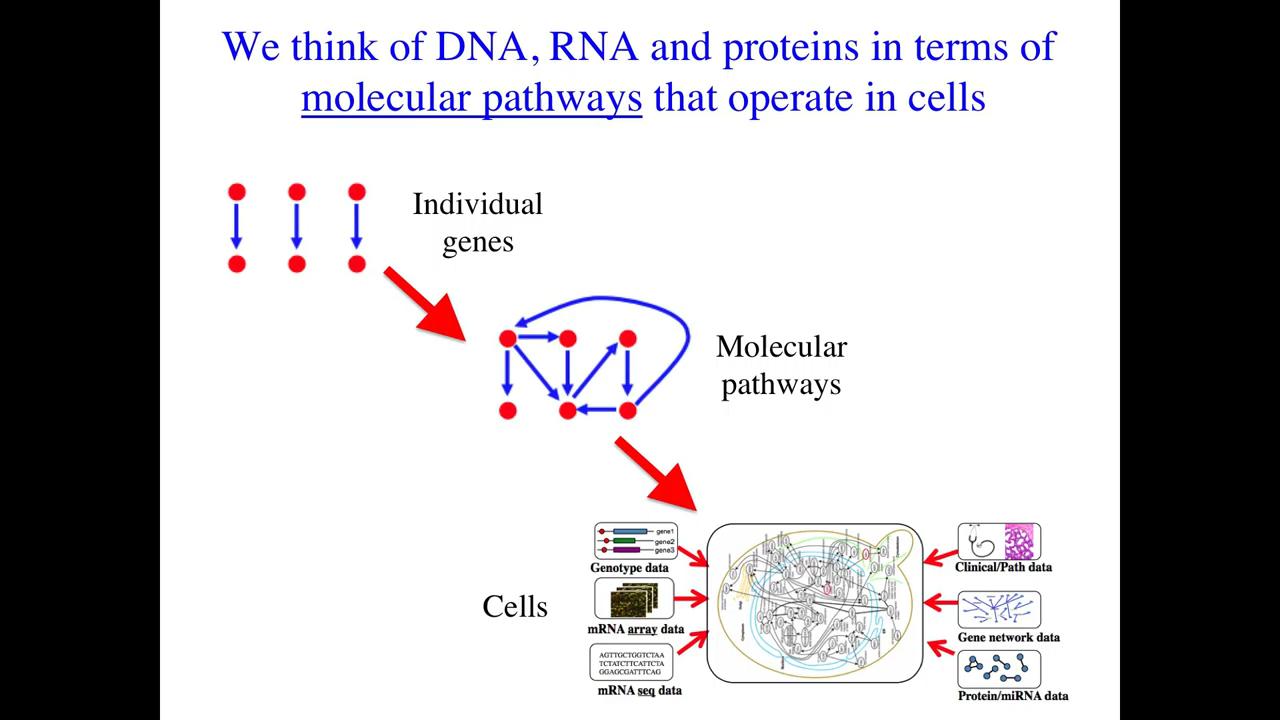 We think of DNA, RNA and proteins in terms of
molecular pathways that operate in cells
Individual
genes
Molecular
pathways
Cells
gene1
gene2
gene3
Genotype data
mRNA array data
AGTTGCTGGTCTAA
TCTATCTTCATTCTA
GGAGCGATTTCAG
mRNA seq data
Clinical/Path data
Gene network data
Protein/miRNA data